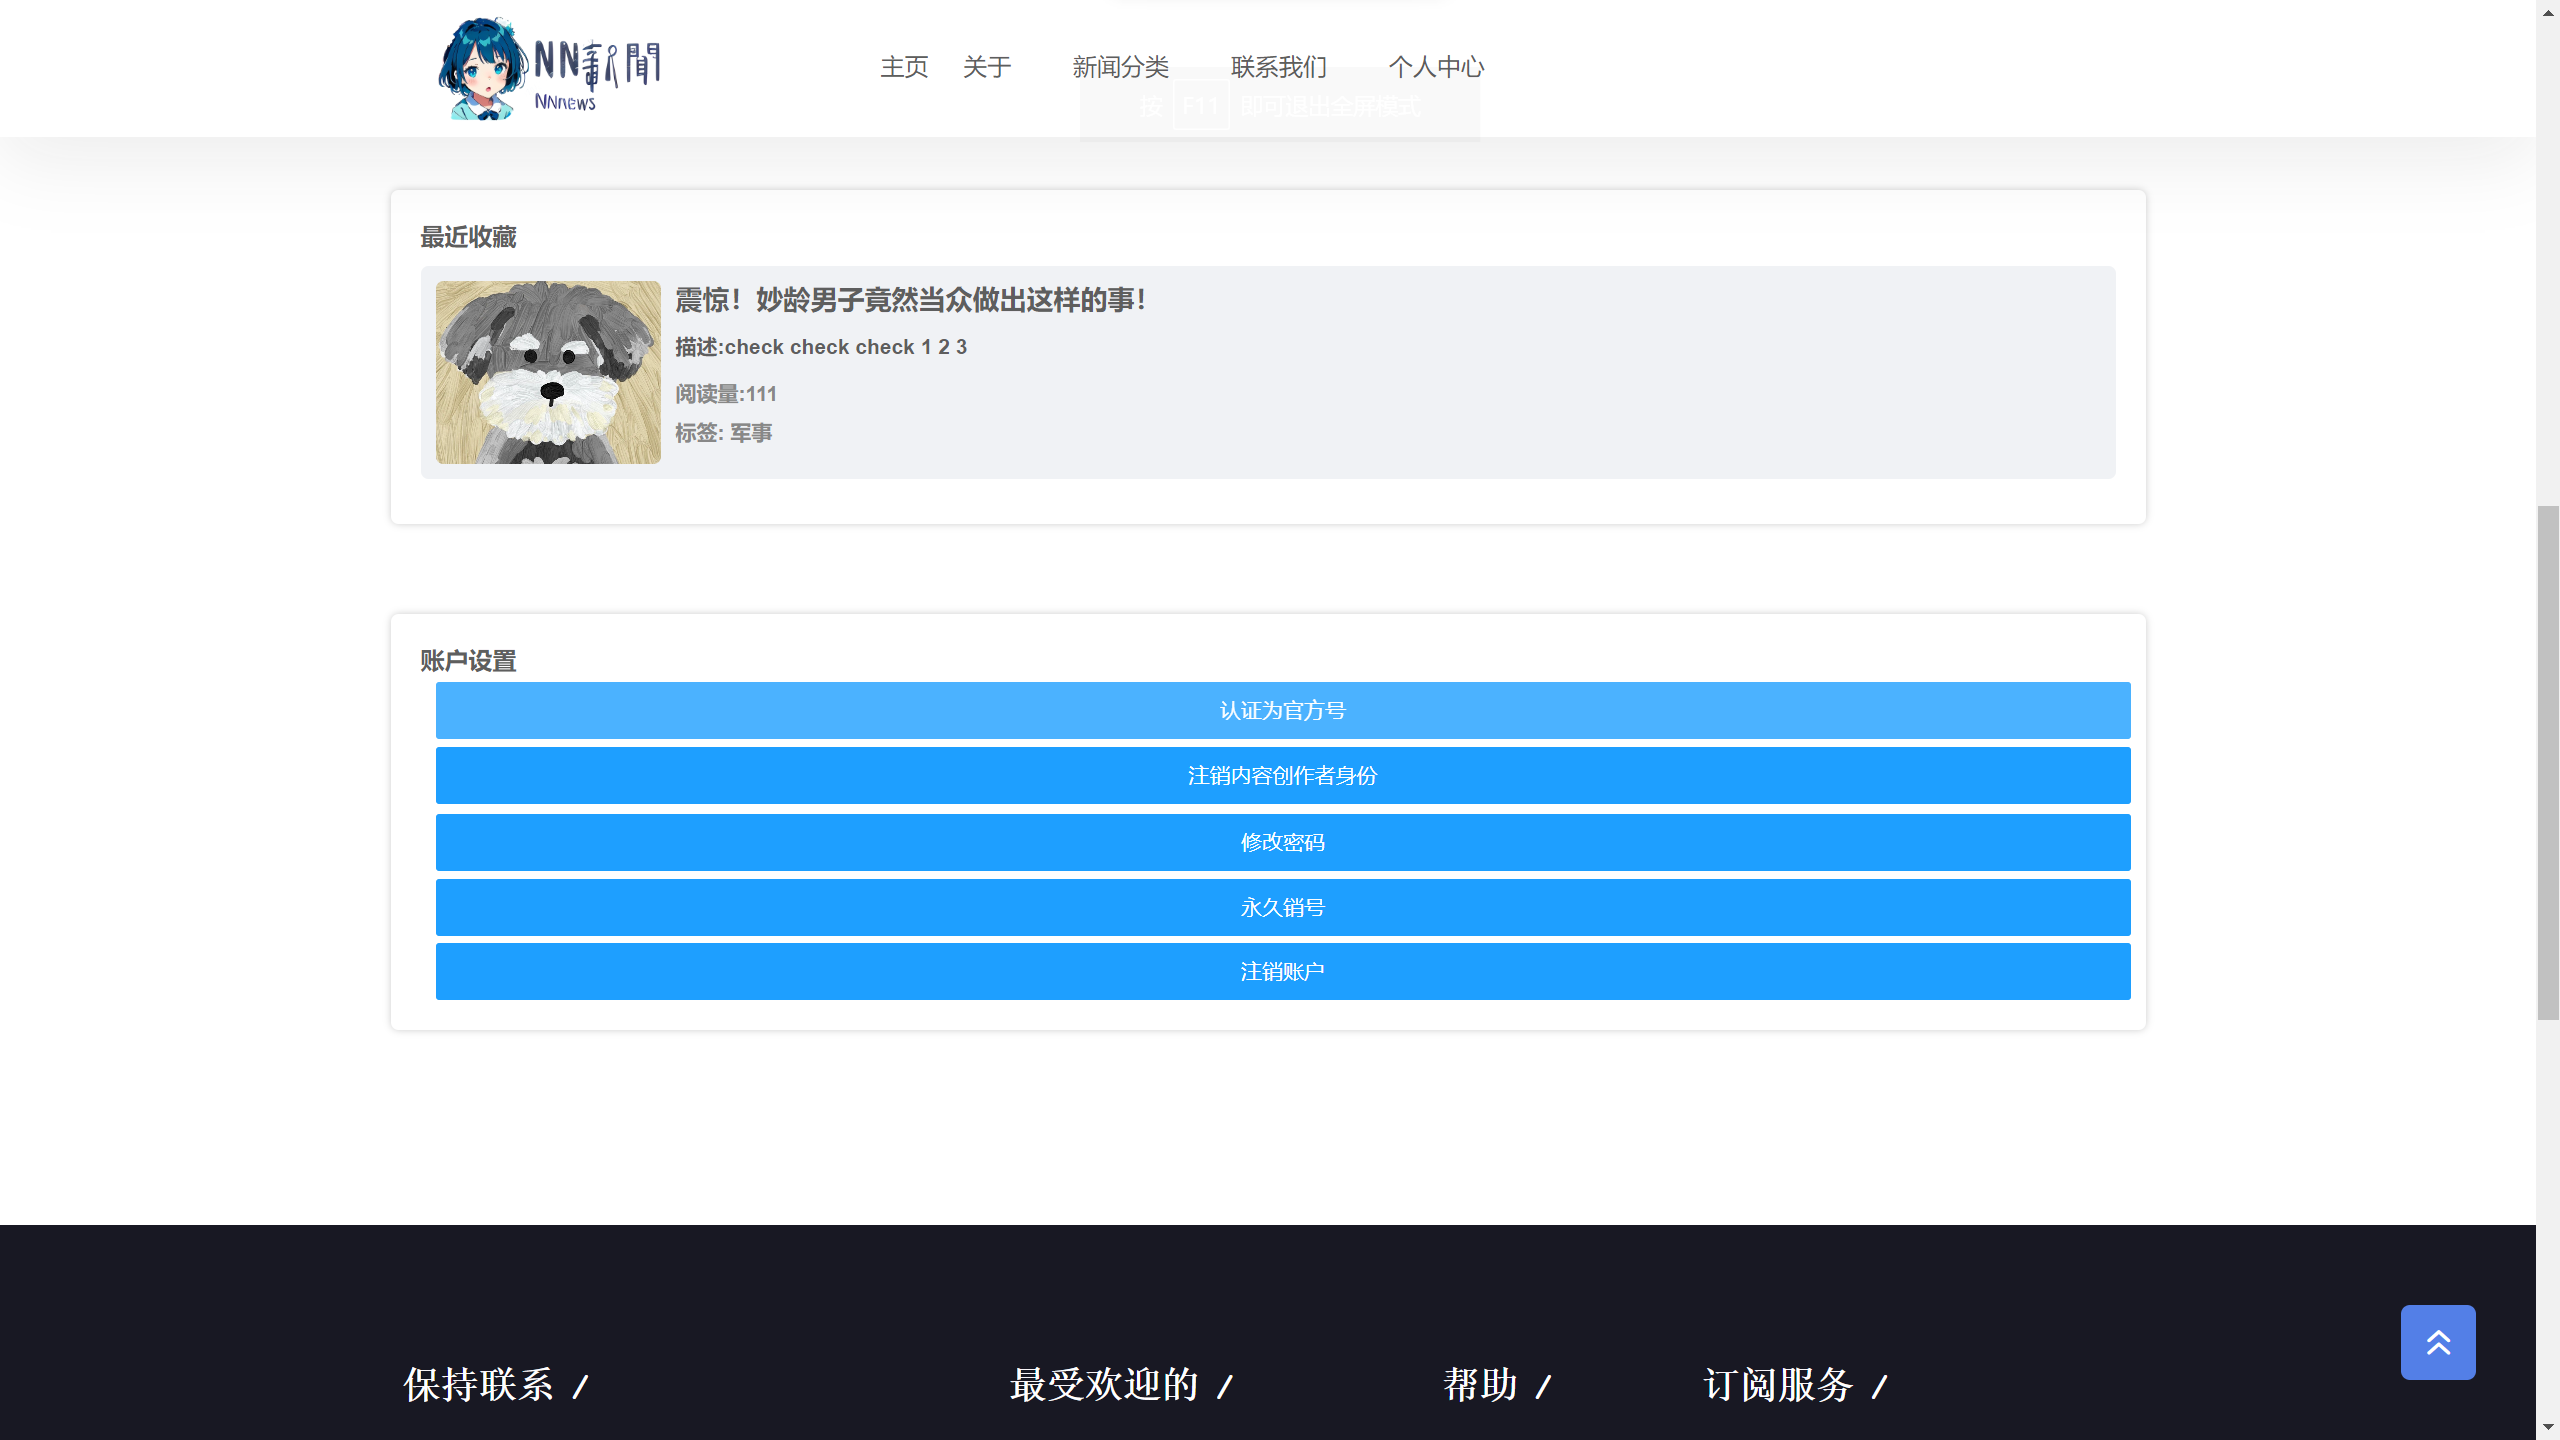 NN新聞
NNnews
主页 关于 新闻分类 联系我们 个人中心
按 F11 即可退出全屏模式
最近收藏
震惊！妙龄男子竟然当众做出这样的事！
描述:check check check 1 2 3
阅读量:111
标签: 军事
账户设置
认证为官方号
注销内容创作者身份
修改密码
永久销号
注销账户
保持联系 /
最受欢迎的 /
帮助 /
订阅服务 /